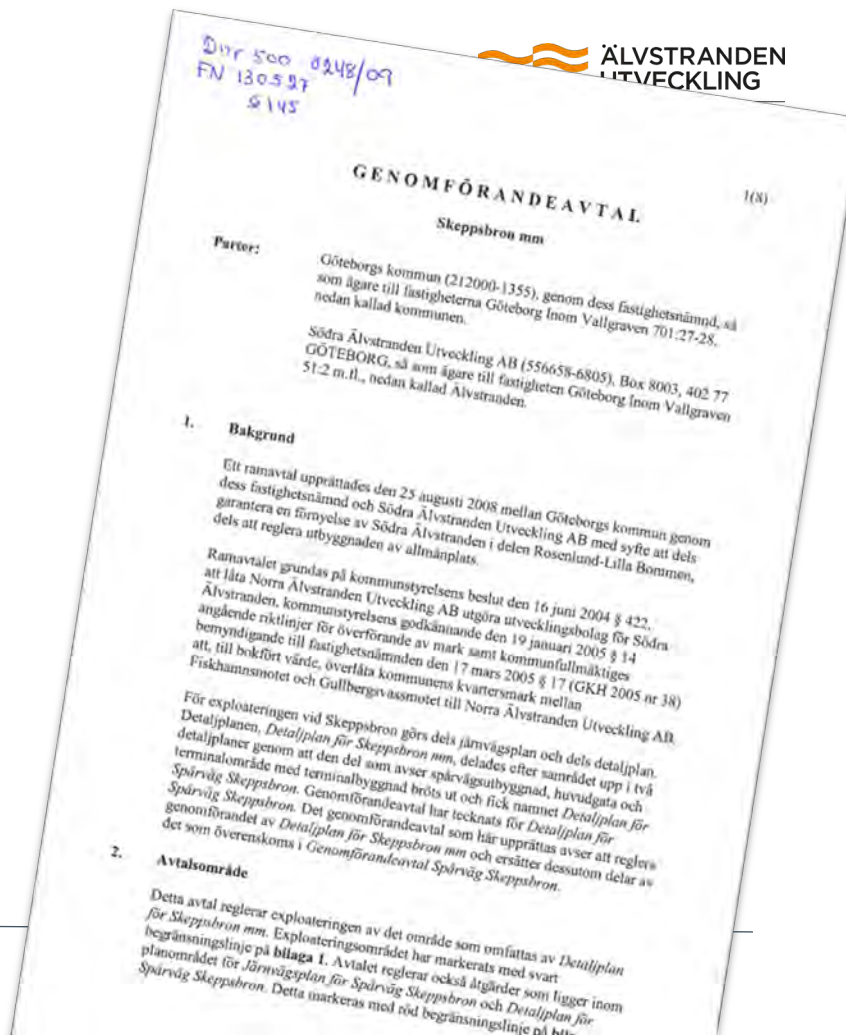 Dnr 500 0248/09
FN 130527
§ 145
ÄLVSTRANDEN
UTVECKLING
GENOMFÖRANDEAVTAL
1(8)
Skeppsbron mm
Parter:
Göteborgs kommun (212000-1355), genom dess fastighetsnämnd, så
som ägare till fastigheterna Göteborg Inom Vallgraven 701:27-28,
nedan kallad kommunen.
Södra Älvstranden Utveckling AB (556658-6805), Box 8003, 402 77
GÖTEBORG, så som ägare till fastigheten Göteborg Inom Vallgraven
51:2 m.fl., nedan kallad Älvstranden.
1. Bakgrund
Ett ramavtal upprättades den 25 augusti 2008 mellan Göteborgs kommun genom
dess fastighetsnämnd och Södra Älvstranden Utveckling AB med syfte att dels
garantera en förnyelse av Södra Älvstranden i delen Rosenlund-Lilla Bommen,
dels att reglera utbyggnaden av allmänplats.
Ramavtalet grundas på kommunstyrelsens beslut den 16 juni 2004 § 422,
att låta Norra Älvstranden Utveckling AB utgöra utvecklingsbolag för Södra
Älvstranden, kommunstyrelsens godkännande den 19 januari 2005 § 14
angående riktlinjer för överförande av mark samt kommunfullmäktiges
bemyndigande till fastighetsnämnden den 17 mars 2005 § 17 (GKH 2005 nr 38)
att, till bokfört värde, överlåta kommunens kvartersmark mellan
Fiskhamnsmotet och Gullbergsvassmotet till Norra Älvstranden Utveckling AB.
För exploateringen vid Skeppsbron görs dels järnvägsplan och dels detaljplan.
Detaljplanen, Detaljplan för Skeppsbron mm, delades efter samrådet upp i två
detaljplaner genom att den del som avser spårvägsutbyggnad, huvudgata och
terminalområde med terminalbyggnad bröts ut och fick namnet Detaljplan för
Spårväg Skeppsbron. Genomförandeavtal har tecknats för Detaljplan för
Spårväg Skeppsbron. Det genomförandeavtal som här upprättas avser att reglera
genomförandet av Detaljplan för Skeppsbron mm och ersätter dessutom delar av
det som överenskoms i Genomförandeavtal Spårväg Skeppsbron.
2. Avtalsområde
Detta avtal reglerar exploateringen av det område som omfattas av Detaljplan
för Skeppsbron mm. Exploateringsområdet har markerats med svart
begränsningslinje på bilaga 1. Avtalet reglerar också åtgärder som ligger inom
planområdet för Järnvägsplan för Spårväg Skeppsbron och Detaljplan för
Spårväg Skeppsbron. Detta markeras med röd begränsningslinje på